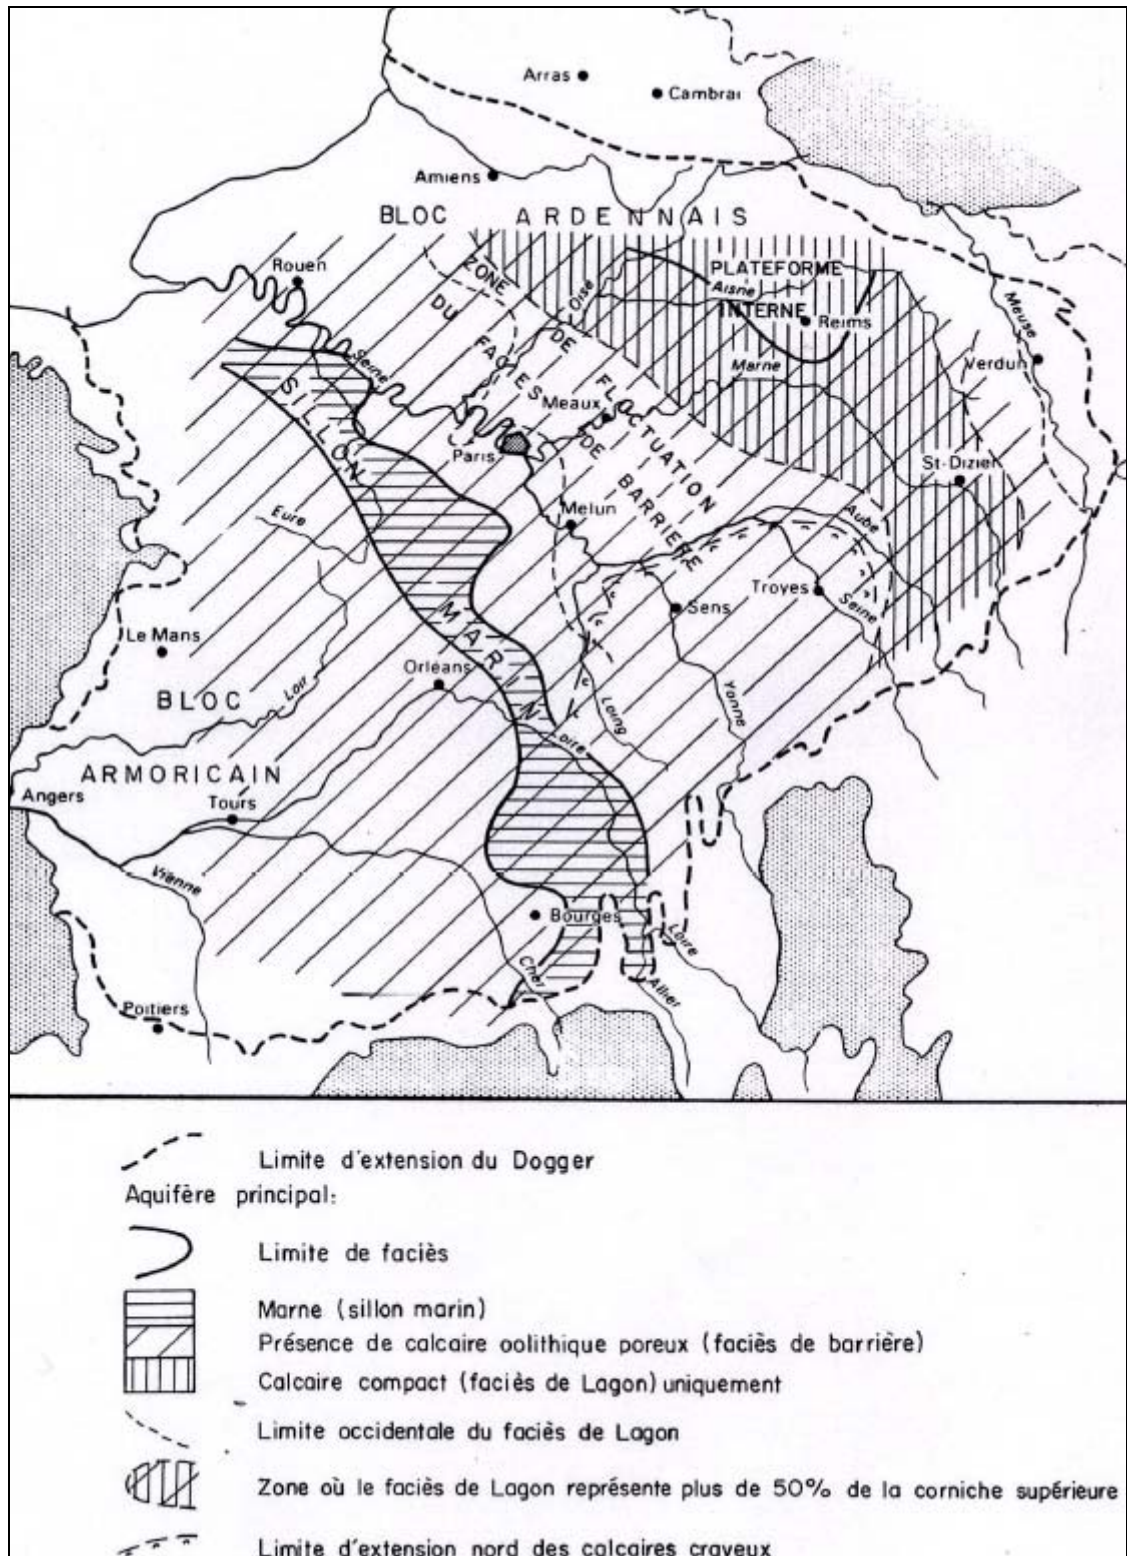 Arras
Cambrai
Amiens
BLOC ARDENNAIS
Rouen
ZONE DE FLUCTUATION
DU FACIES DE BARRIERE
Oise
PLATEFORME
Aisne
INTERNE
Reims
Meuse
Marne
Verdun
Seine
SILLON
Meaux
Paris
St-Dizier
Eure
Melun
Aube
Troyes
Seine
MARIN
Sens
Le Mans
Orléans
BLOC
Loir
Loing
Yonne
Loire
ARMORICAIN
Angers
Tours
Vienne
Bourges
Loire
Cher
Allier
Poitiers
Limite d'extension du Dogger
Aquifère principal:
Limite de faciès
Marne (sillon marin)
Présence de calcaire oolithique poreux (faciès de barrière)
Calcaire compact (faciès de Lagon) uniquement
Limite occidentale du faciès de Lagon
Zone où le faciès de Lagon représente plus de 50% de la corniche supérieure
Limite d'extension nord des calcaires crayeux